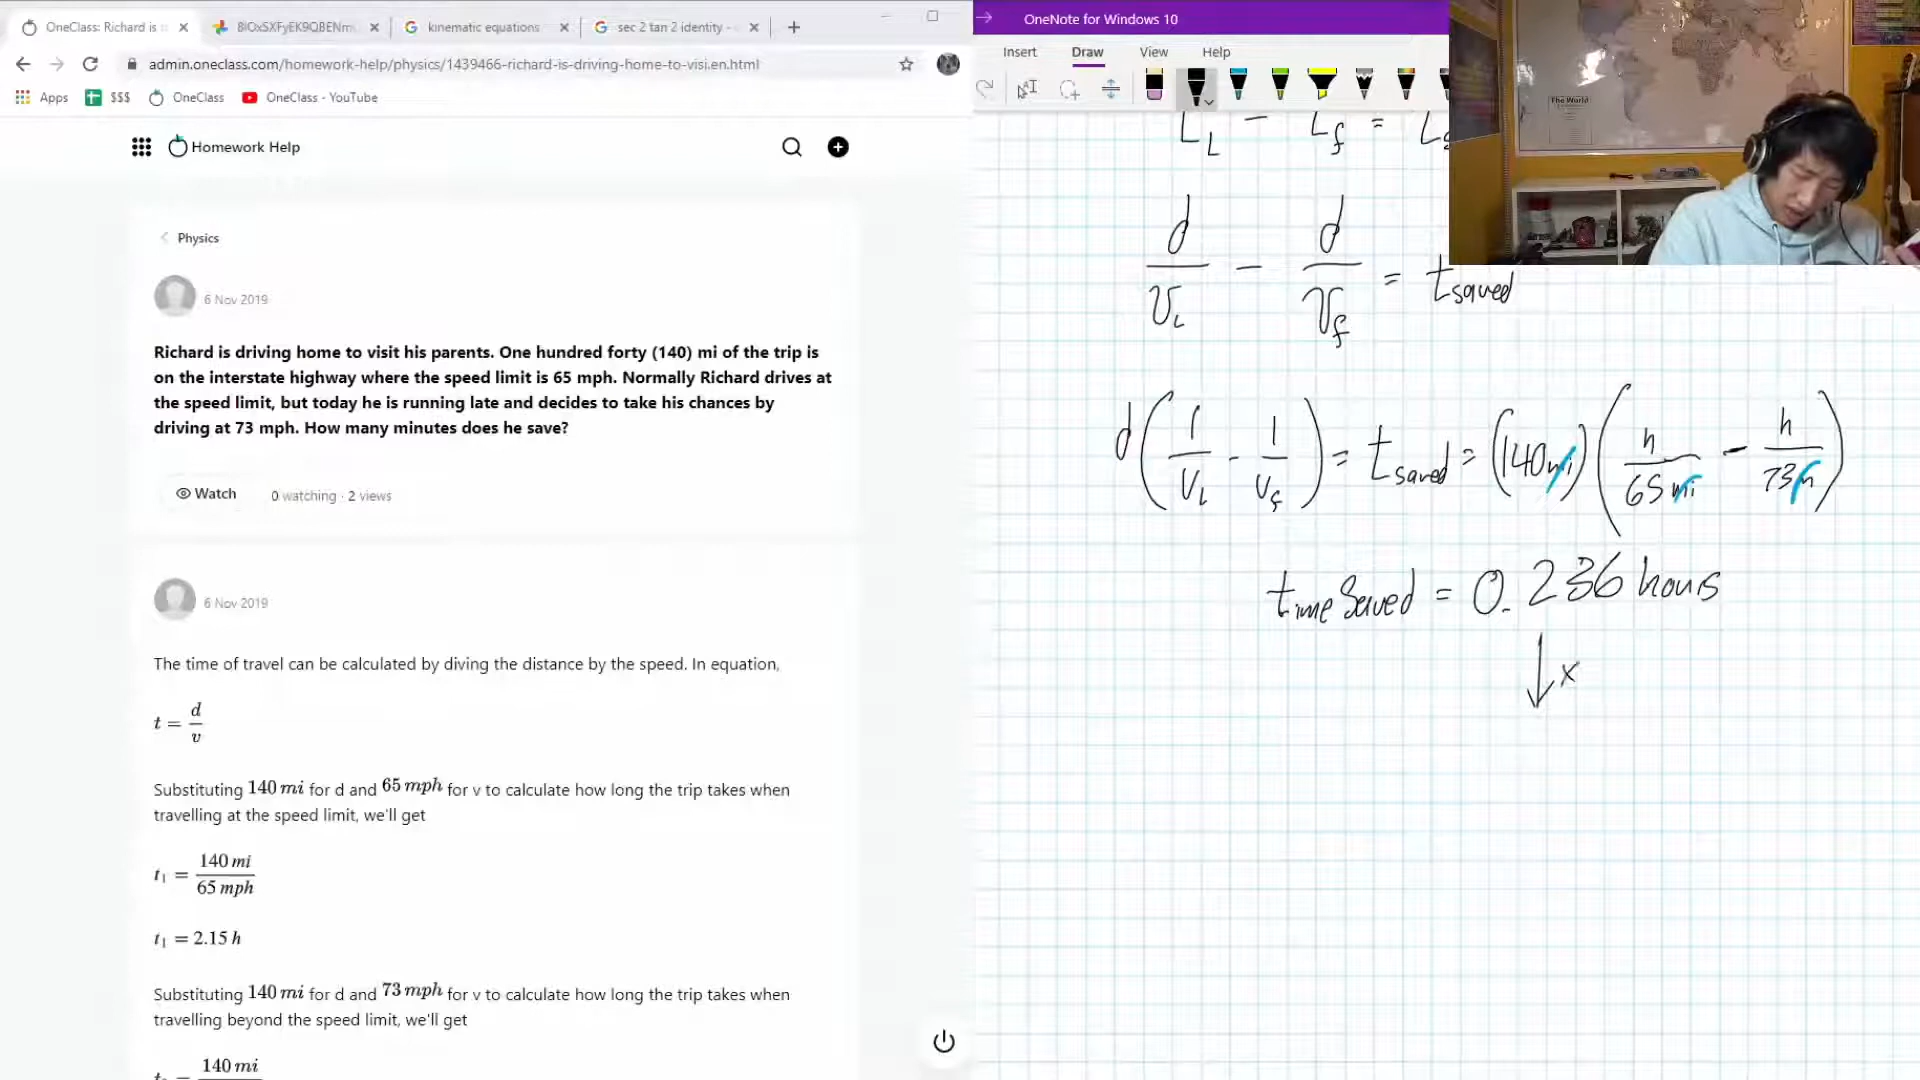 OneClass: Richard is
8IOxSXFyEK9QBENm
kinematic equations
sec 2 tan 2 identity -
admin.oneclass.com/homework-help/physics/1439466-richard-is-driving-home-to-visi.en.html
Apps
$$$
OneClass
OneClass - YouTube
Homework Help
Physics
6 Nov 2019
Richard is driving home to visit his parents. One hundred forty (140) mi of the trip is
on the interstate highway where the speed limit is 65 mph. Normally Richard drives at
the speed limit, but today he is running late and decides to take his chances by
driving at 73 mph. How many minutes does he save?
Watch
0 watching · 2 views
6 Nov 2019
The time of travel can be calculated by diving the distance by the speed. In equation,
t = d/v
Substituting 140 mi for d and 65 mph for v to calculate how long the trip takes when
travelling at the speed limit, we'll get
t₁ = 140 mi / 65 mph
t₁ = 2.15 h
Substituting 140 mi for d and 73 mph for v to calculate how long the trip takes when
travelling beyond the speed limit, we'll get
140 mi
OneNote for Windows 10
Insert Draw View Help
The World
d/v_L - d/v_f = t_saved
d(1/v_L - 1/v_f) = t_saved = (140mi)(h/65mi - h/73m)
time saved = 0.236 hours
x